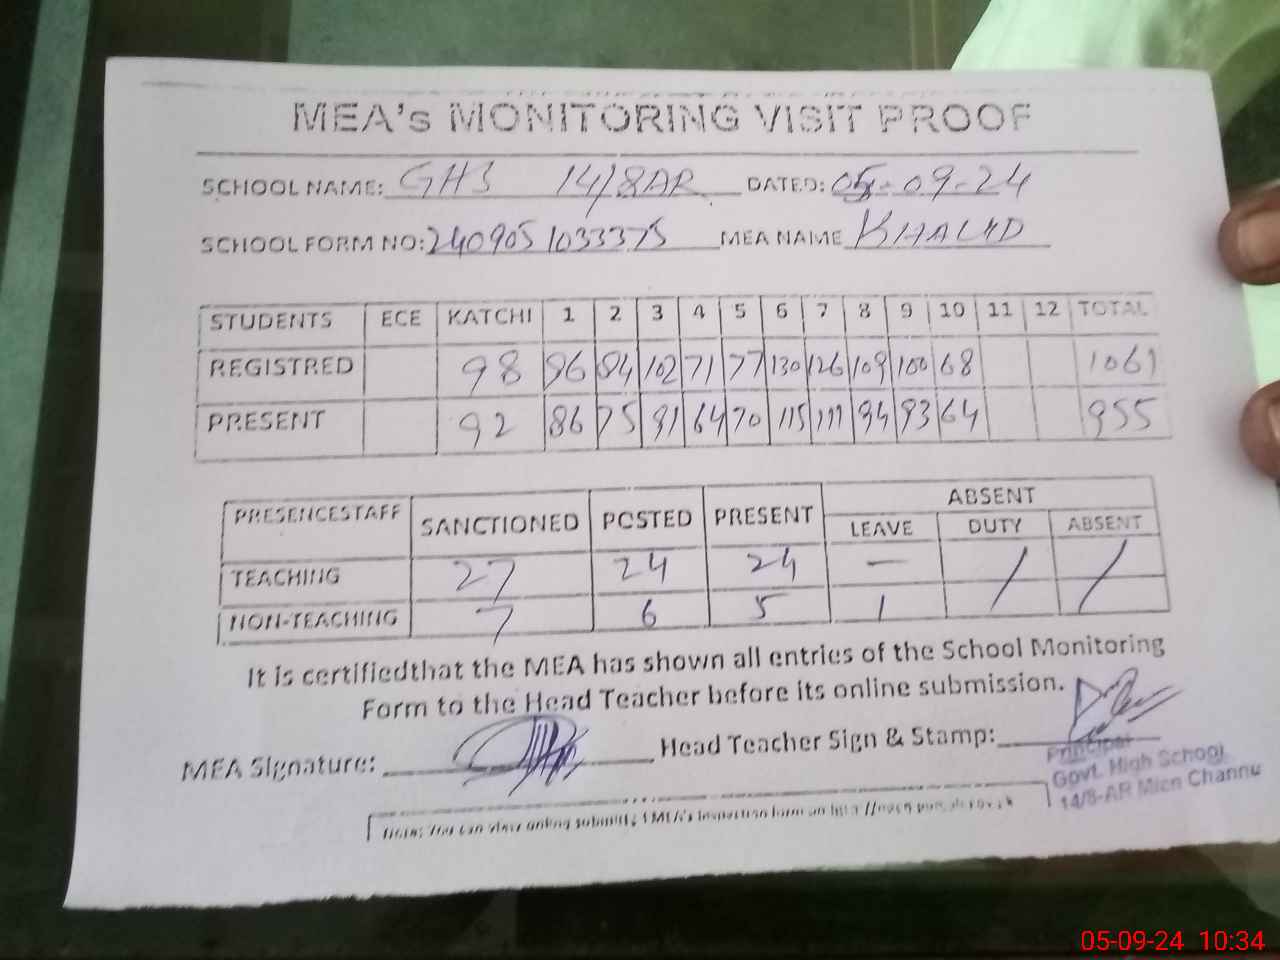 MEA's MONITORING VISIT PROOF
SCHOOL NAME: GHS 14/8AR DATED: 05-09-24
SCHOOL FORM NO: 2409051033375 MEA NAME KHALID
STUDENTS ECE KATCHI 1 2 3 4 5 6 7 8 9 10 11 12 TOTAL
REGISTRED 98 96 84 102 71 77 130 126 109 100 68 1061
PRESENT 92 86 75 91 64 70 115 111 94 93 64 955
PRESENCESTAFF SANCTIONED POSTED PRESENT ABSENT
LEAVE DUTY ABSENT
TEACHING 27 24 24 — / /
NON-TEACHING 7 6 5 1
It is certifiedthat the MEA has shown all entries of the School Monitoring
Form to the Head Teacher before its online submission.
MEA Signature: Head Teacher Sign & Stamp:
Principal
Govt. High School
14/8-AR Mian Channu
05-09-24 10:34